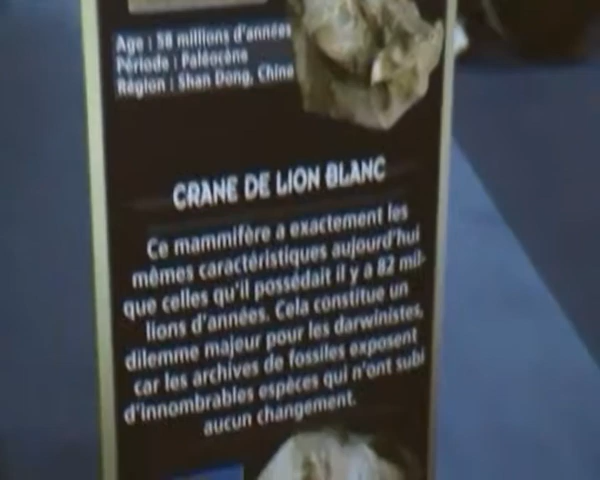 Age : 58 millions d'années
Période : Paléocène
Région : Shan Dong, Chine
CRANE DE LION BLANC
Ce mammifère a exactement les
mêmes caractéristiques aujourd'hui
que celles qu'il possédait il y a 82 mil-
lions d'années. Cela constitue un
dilemme majeur pour les darwinistes,
car les archives de fossiles exposent
d'innombrables espèces qui n'ont subi
aucun changement.